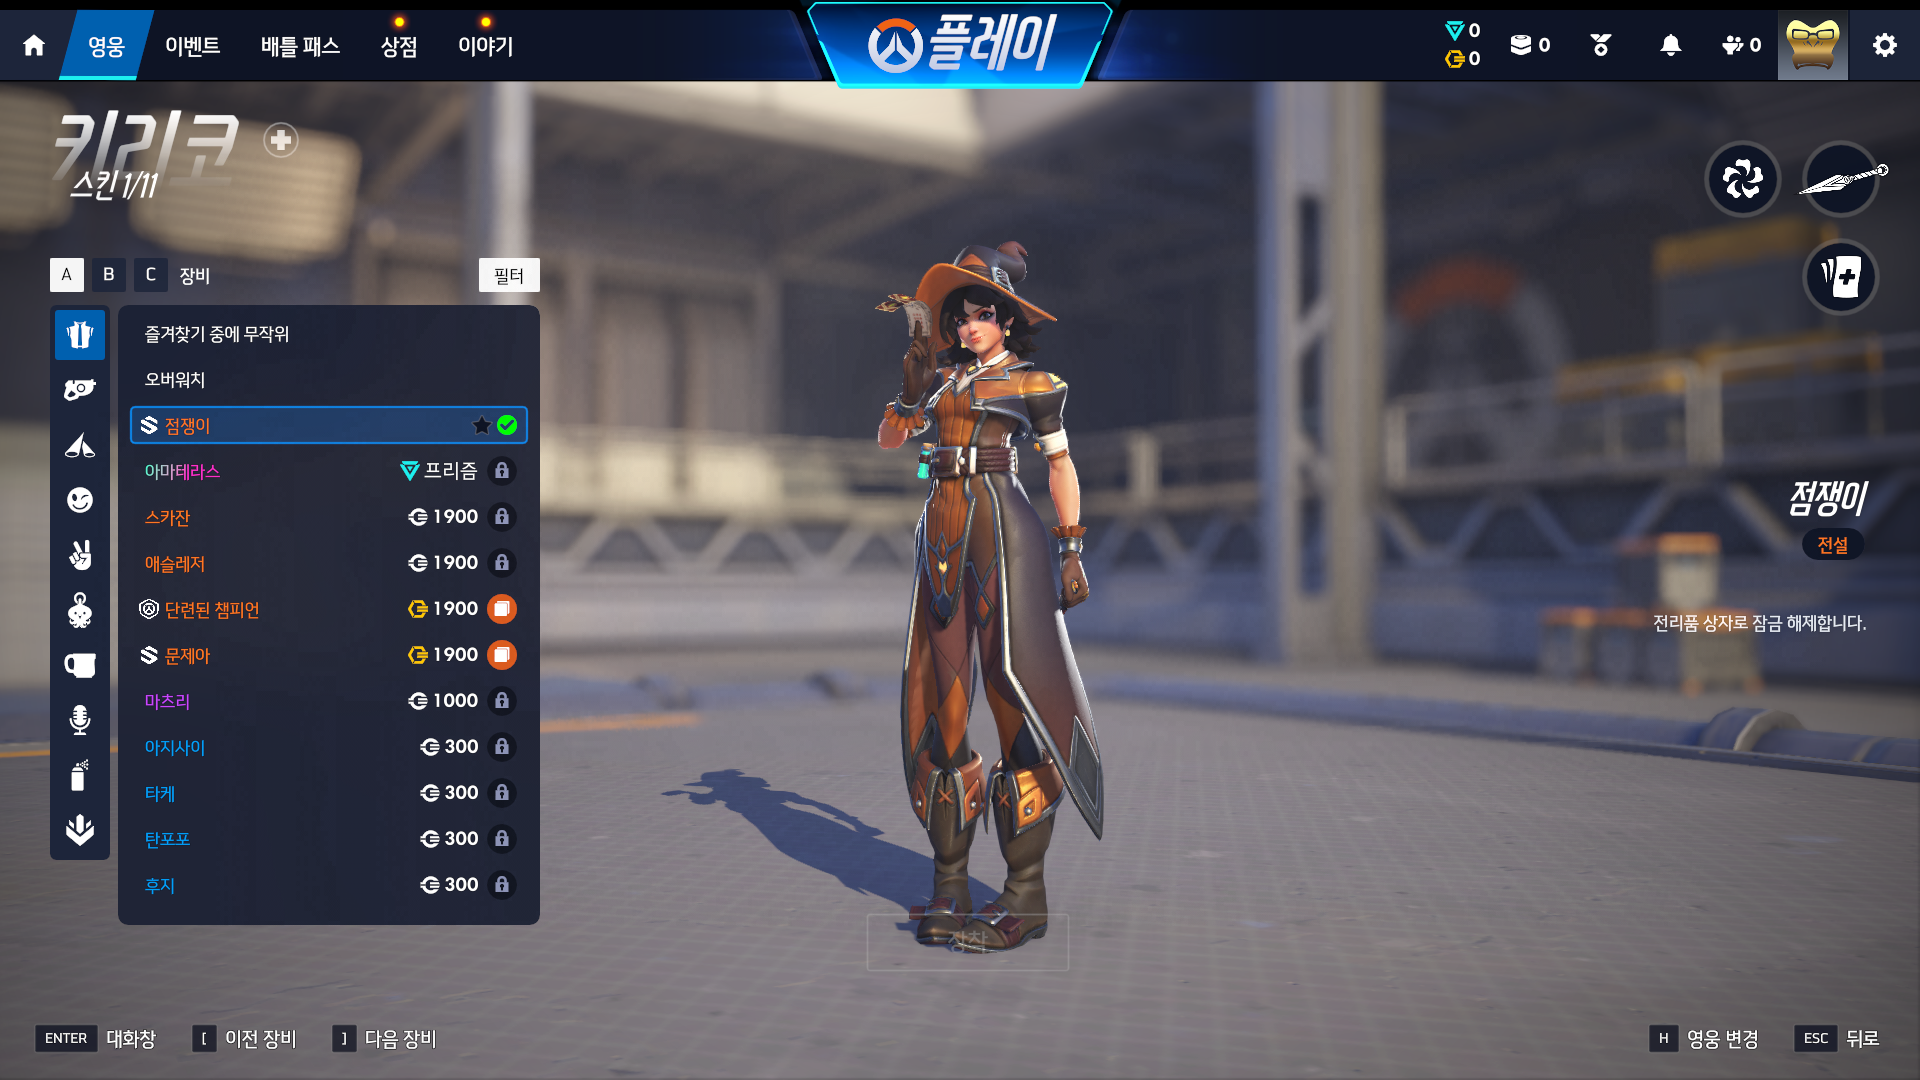 영웅
이벤트
배틀 패스
상점
이야기
플레이
0
0
0
0
키리코
스킨 1/11
A
B
C
장비
필터
즐겨찾기 중에 무작위
오버워치
점쟁이
아마테라스
프리즘
스카잔
1900
애슐레저
1900
단련된 챔피언
1900
문제아
1900
마츠리
1000
아지사이
300
타케
300
탄포포
300
후지
300
점쟁이
전설
전리품 상자로 잠금 해제합니다.
장착
ENTER
대화창
[
이전 장비
]
다음 장비
H
영웅 변경
ESC
뒤로